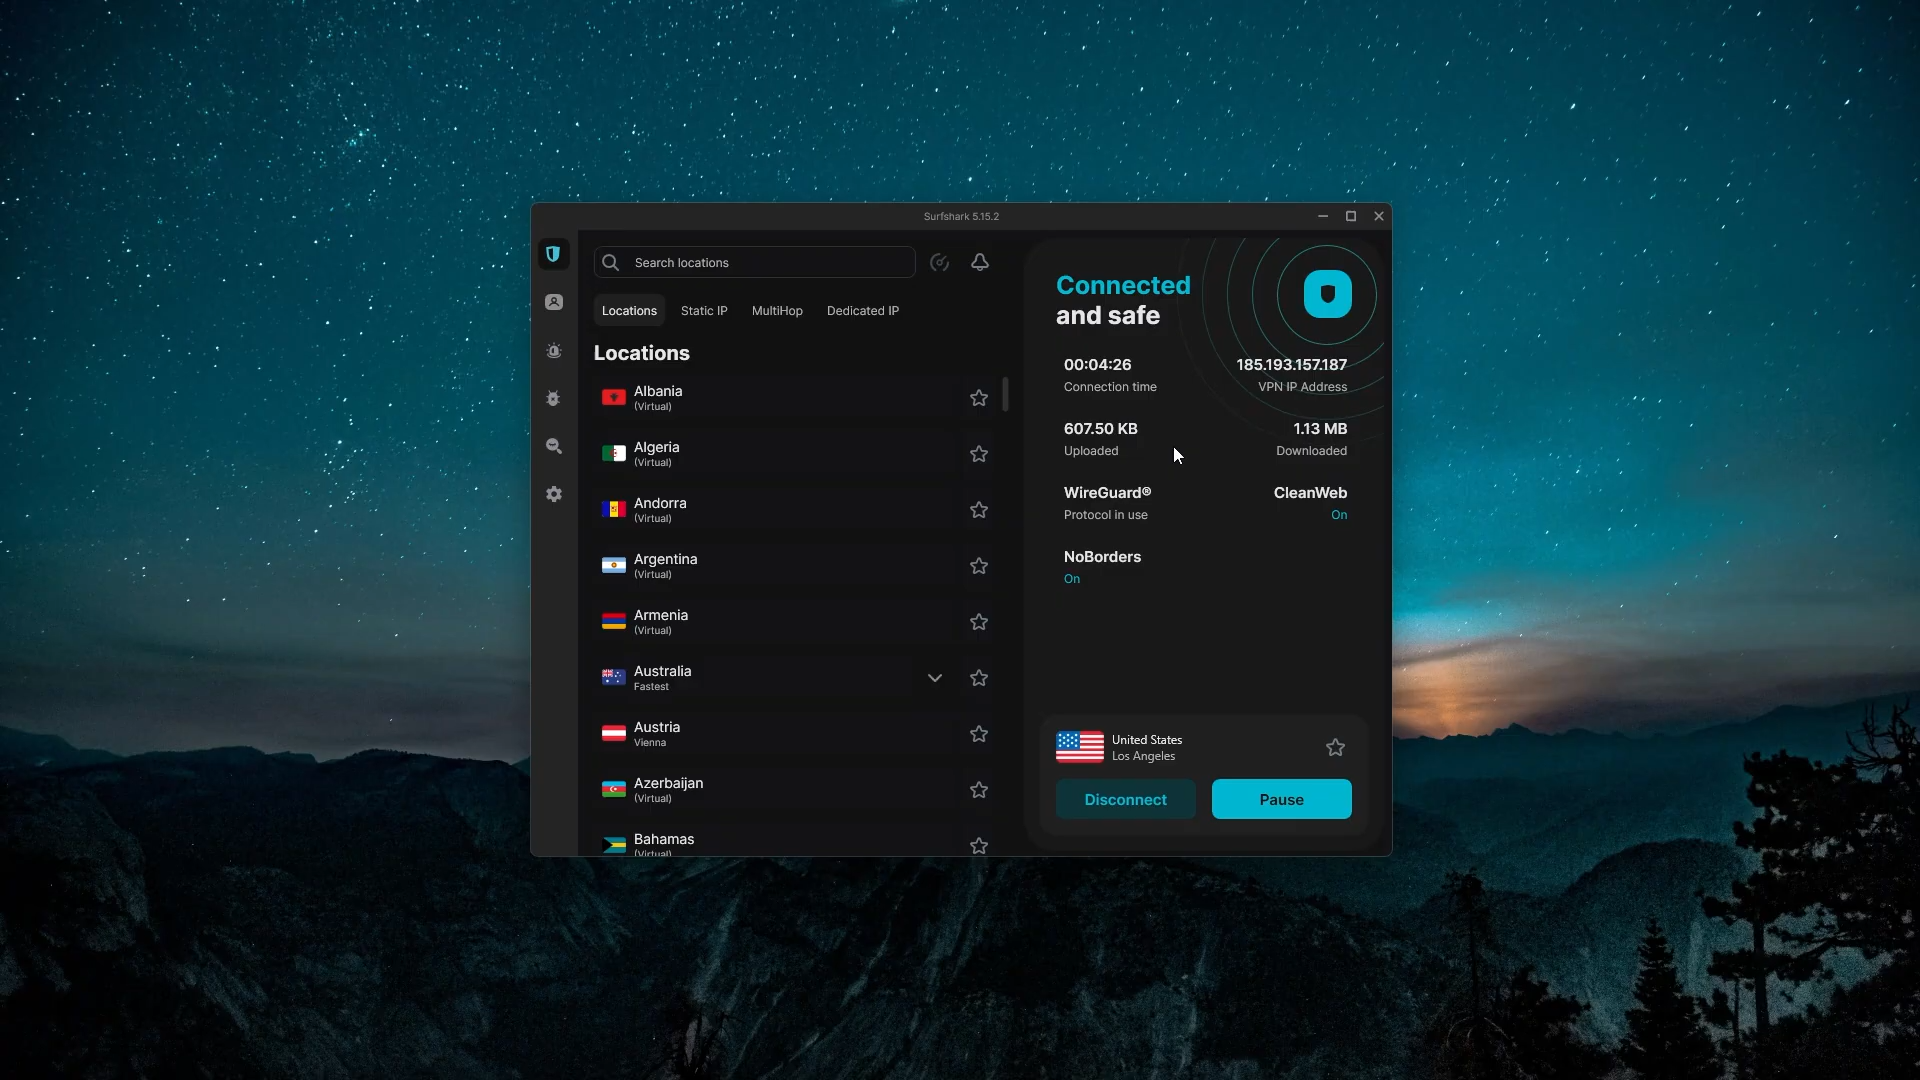 Surfshark 5.15.2
Search locations
Locations
Static IP
MultiHop
Dedicated IP
Locations
Albania
(Virtual)
Algeria
(Virtual)
Andorra
(Virtual)
Argentina
(Virtual)
Armenia
(Virtual)
Australia
Fastest
Austria
Vienna
Azerbaijan
(Virtual)
Bahamas
(Virtual)
Connected
and safe
00:04:26
Connection time
185.193.157.187
VPN IP Address
607.50 KB
Uploaded
1.13 MB
Downloaded
WireGuard®
Protocol in use
CleanWeb
On
NoBorders
On
United States
Los Angeles
Disconnect
Pause